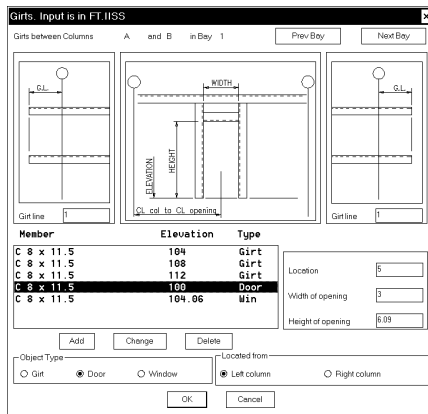 Girts. Input is in FT.IISS
Girts between Columns A and B in Bay 1
Prev Bay
Next Bay
G.L.
WIDTH
G.L.
HEIGHT
ELEVATION
CL col to CL opening
Girt line 1
Girt line 1
Member Elevation Type
C 8 x 11.5 104 Girt
C 8 x 11.5 108 Girt
C 8 x 11.5 112 Girt
C 8 x 11.5 100 Door
C 8 x 11.5 104.06 Win
Location 5
Width of opening 3
Height of opening 6.09
Add Change Delete
Object Type
Girt Door Window
Located from
Left column Right column
OK Cancel